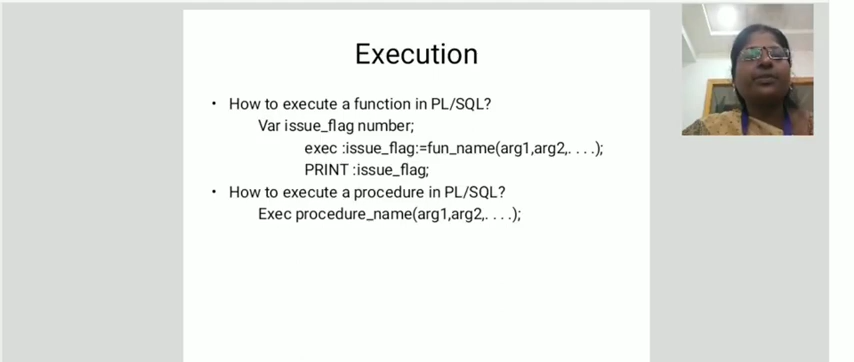 Execution
• How to execute a function in PL/SQL?
Var issue_flag number;
exec :issue_flag:=fun_name(arg1,arg2,. . . .);
PRINT :issue_flag;
• How to execute a procedure in PL/SQL?
Exec procedure_name(arg1,arg2,. . . .);